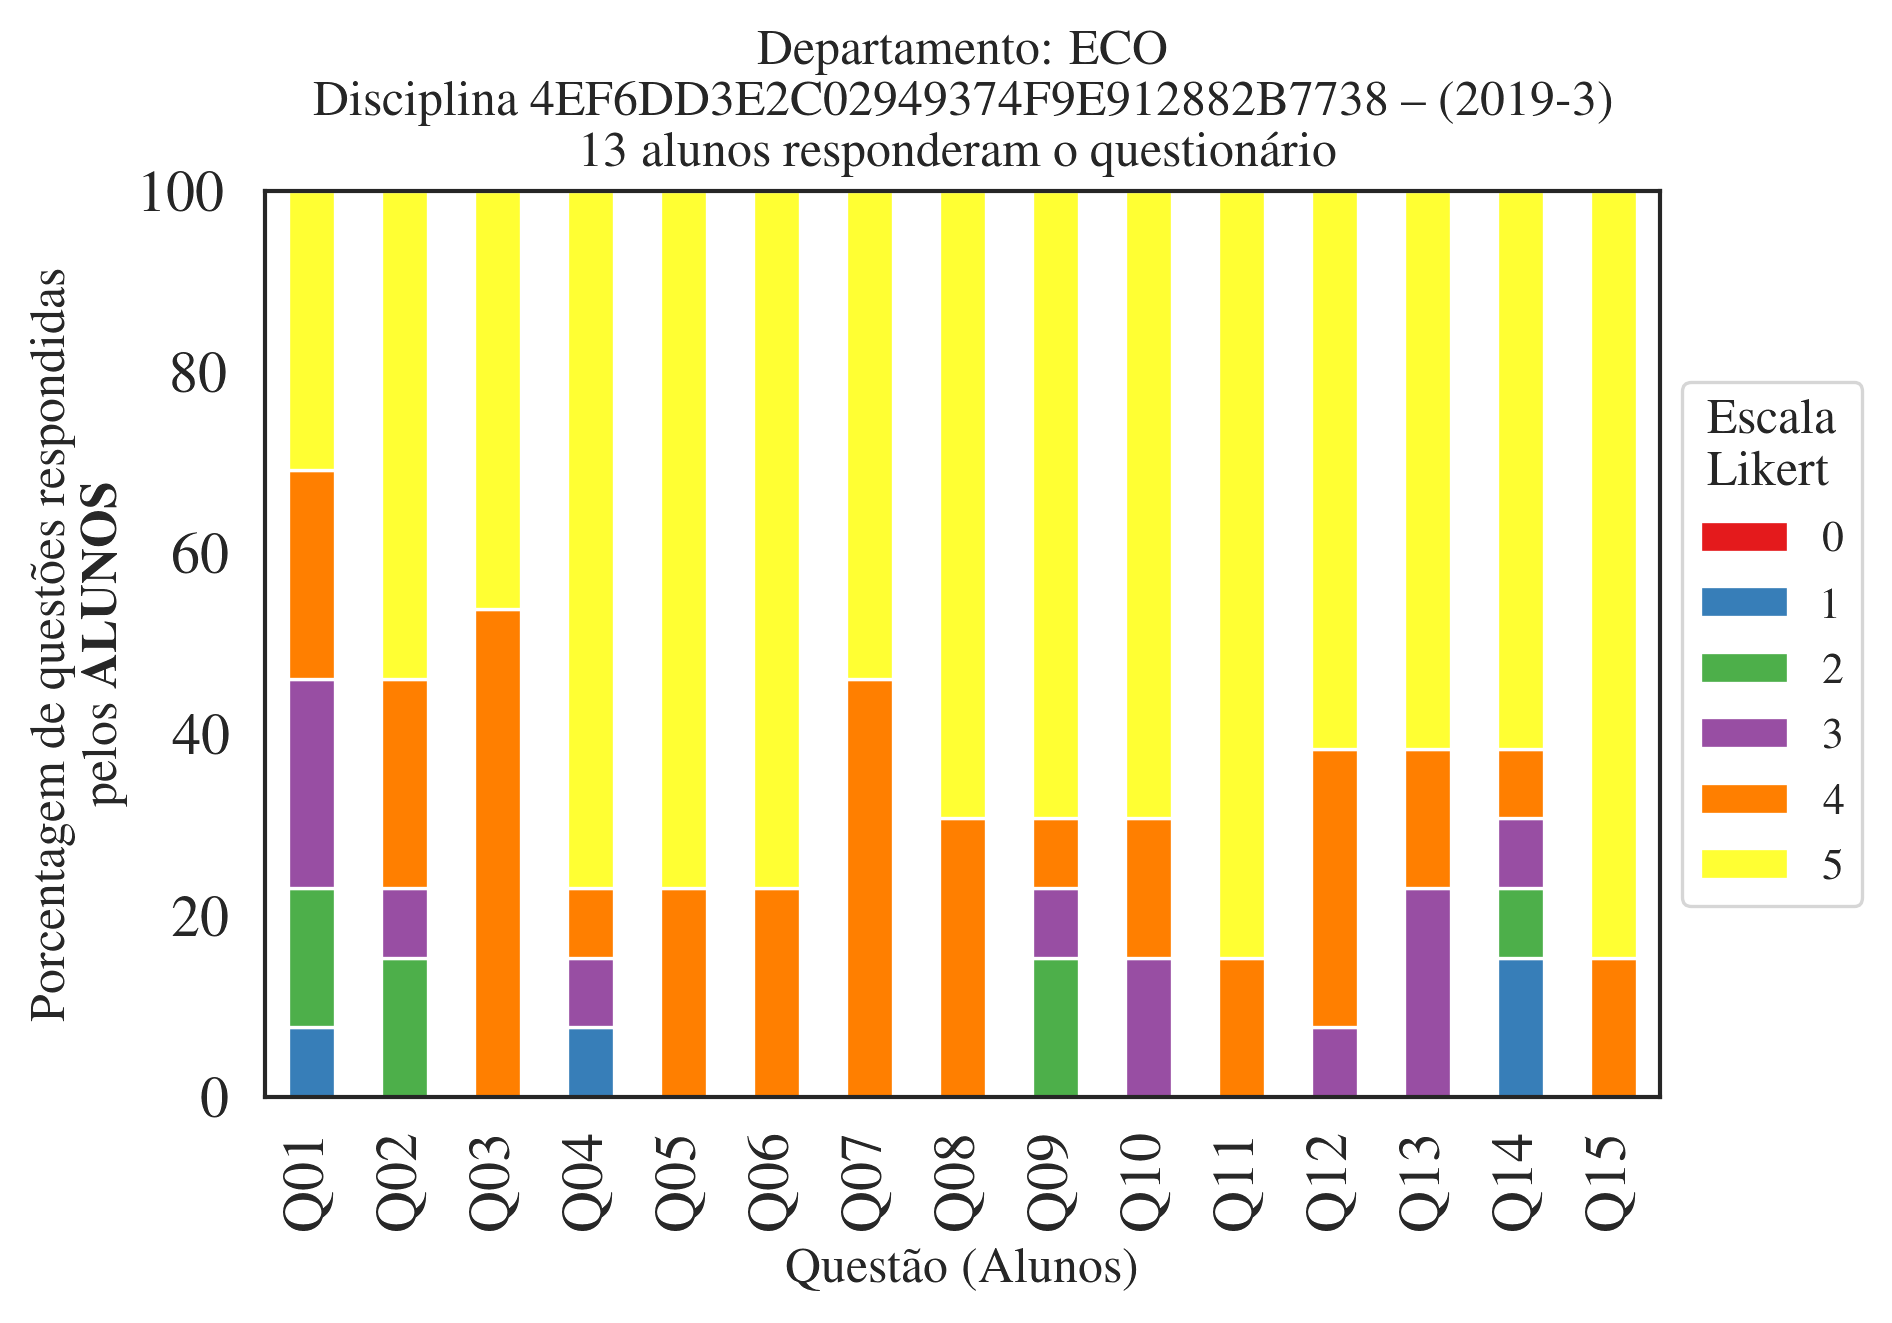 Departamento: ECO
Disciplina 4EF6DD3E2C02949374F9E912882B7738 – (2019-3)
13 alunos responderam o questionário
Porcentagem de questões respondidas
pelos ALUNOS
100
80
60
40
20
0
Q01
Q02
Q03
Q04
Q05
Q06
Q07
Q08
Q09
Q10
Q11
Q12
Q13
Q14
Q15
Questão (Alunos)
Escala
Likert
0
1
2
3
4
5